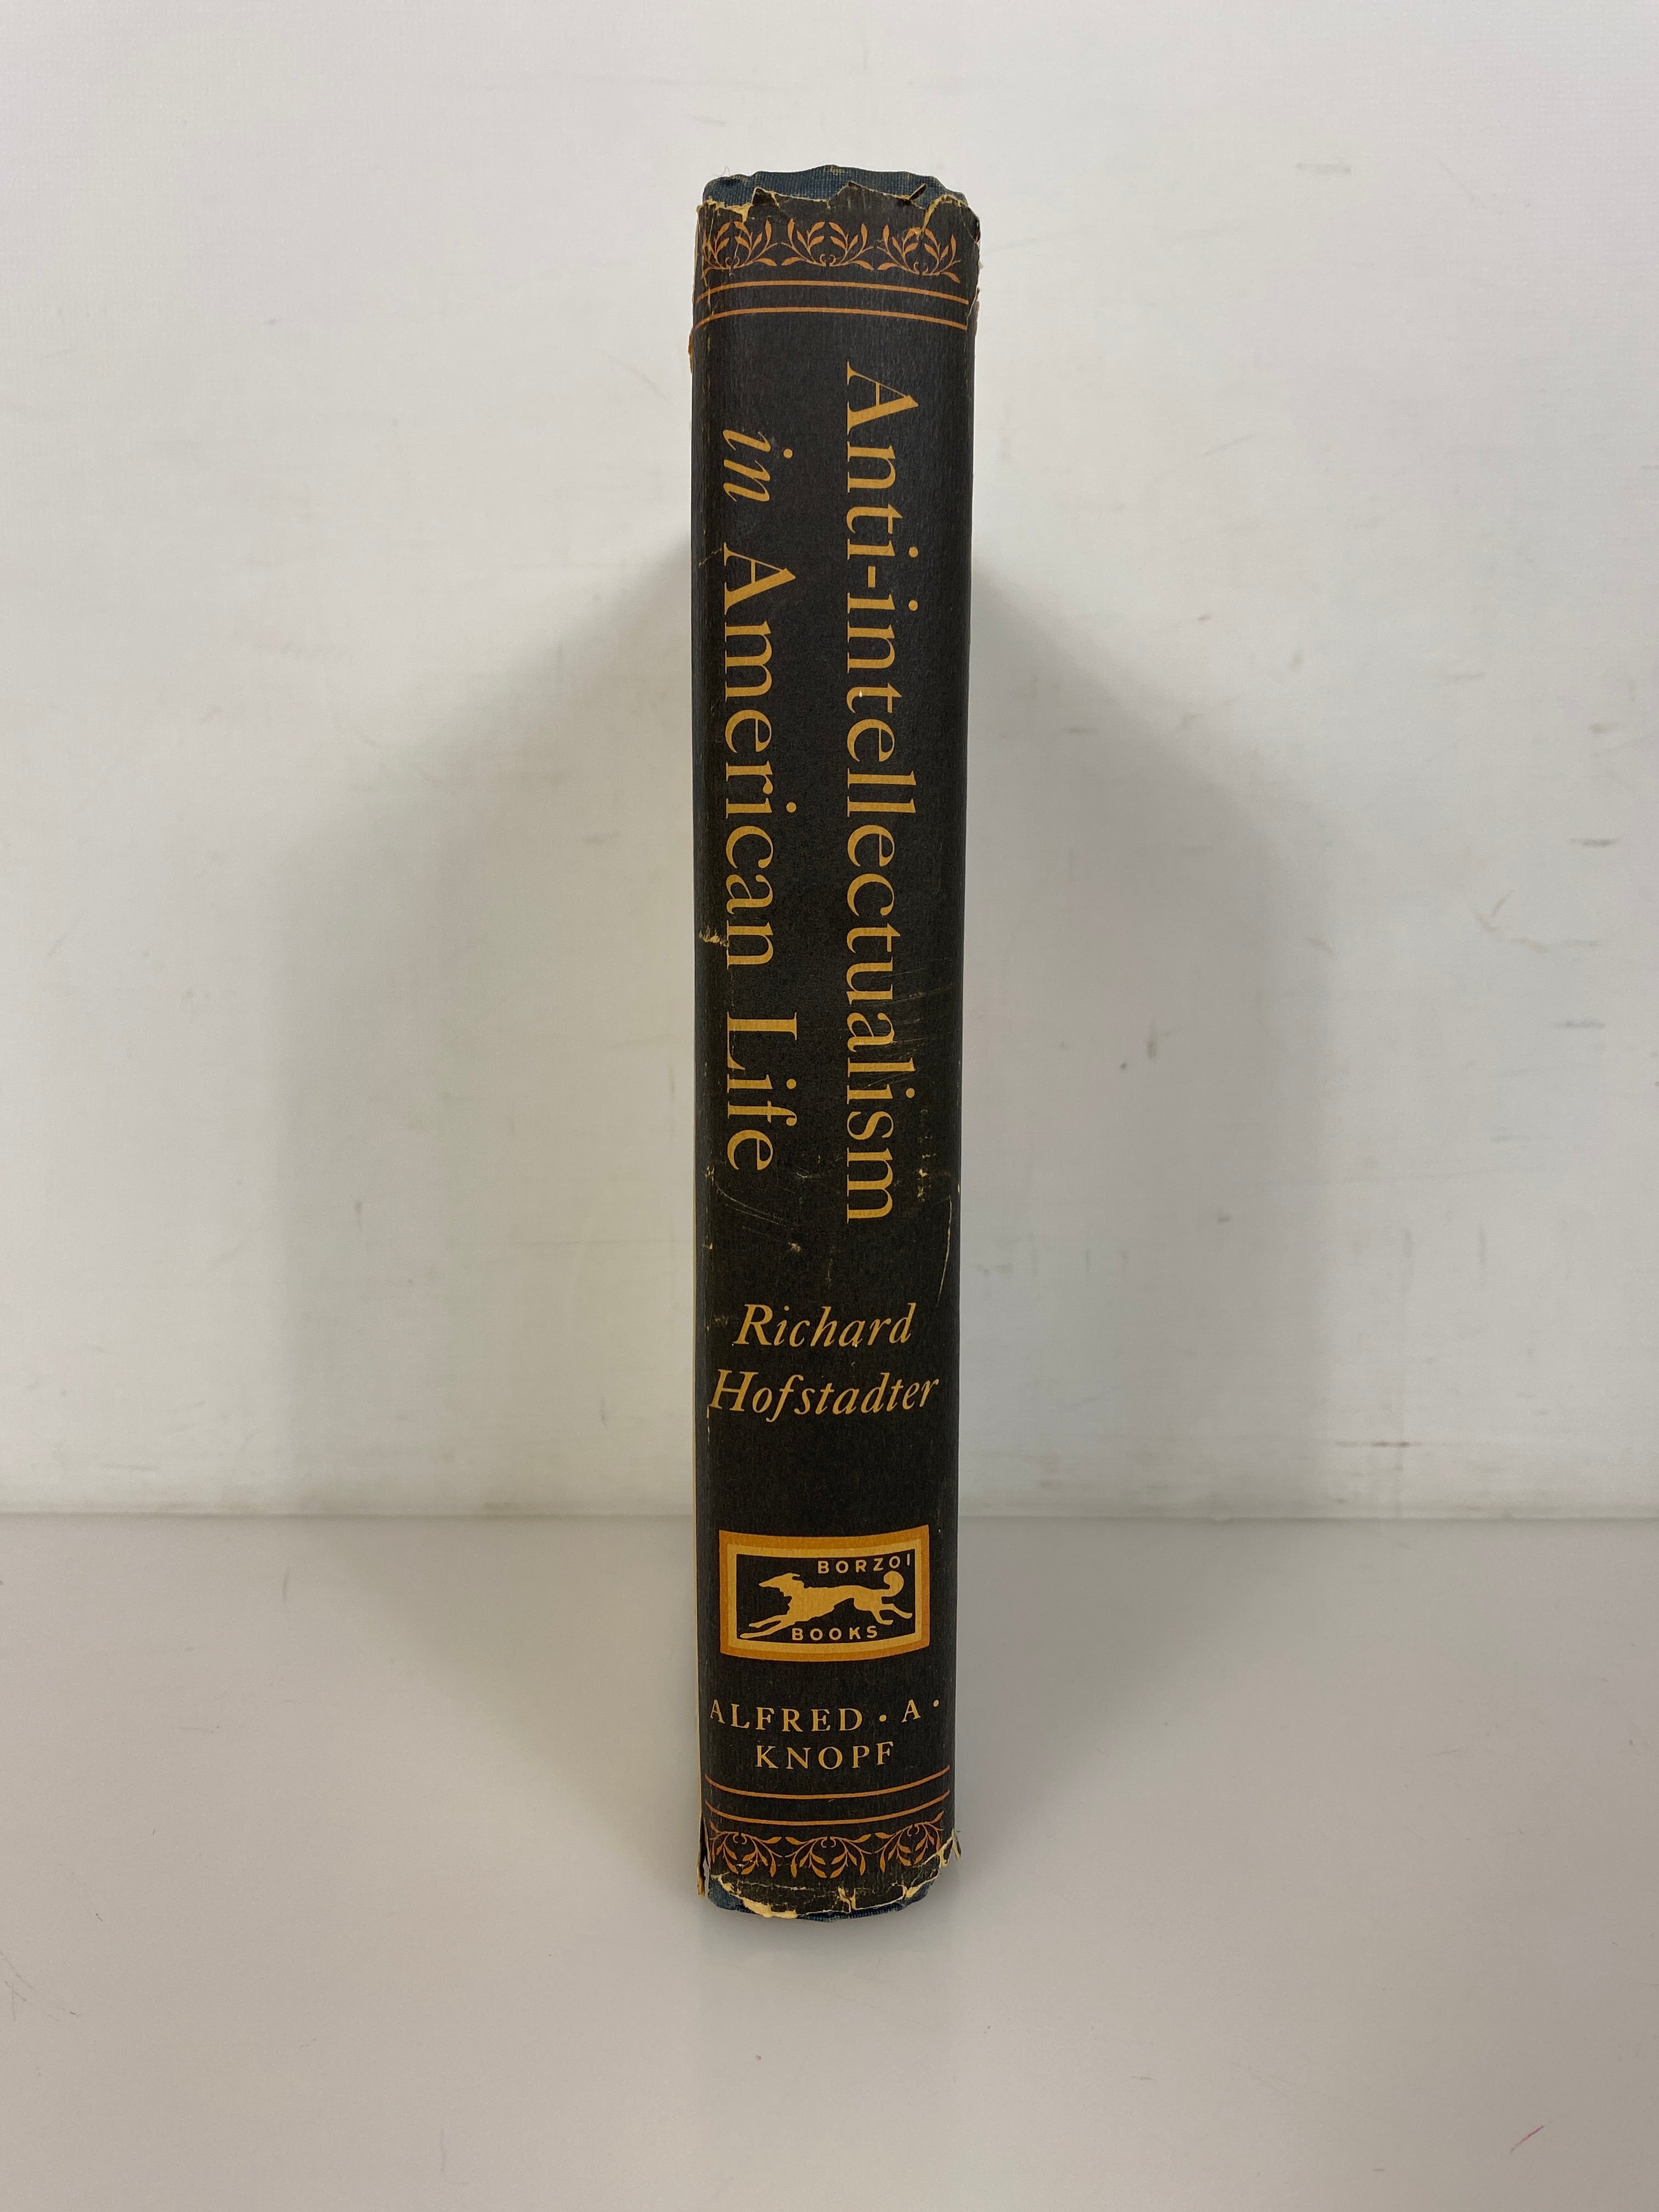 Anti-intellectualism
in American Life
Richard
Hofstadter
BORZOI
BOOKS
ALFRED · A ·
KNOPF